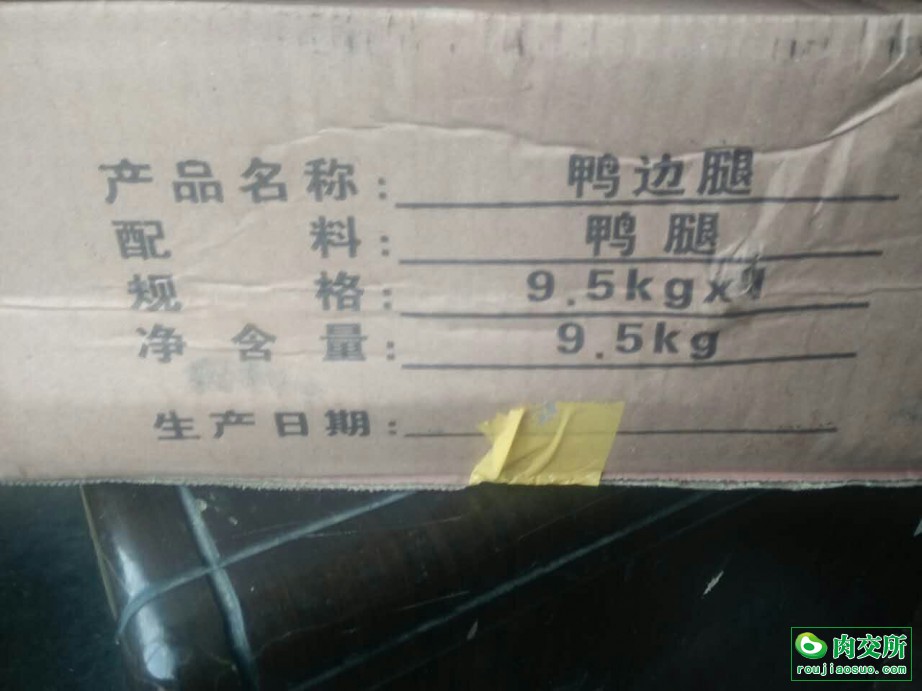 产品名称：鸭边腿
配料：鸭腿
规格：9.5kgx1
净含量：9.5kg
生产日期：
肉交所
roujiaosuo.com